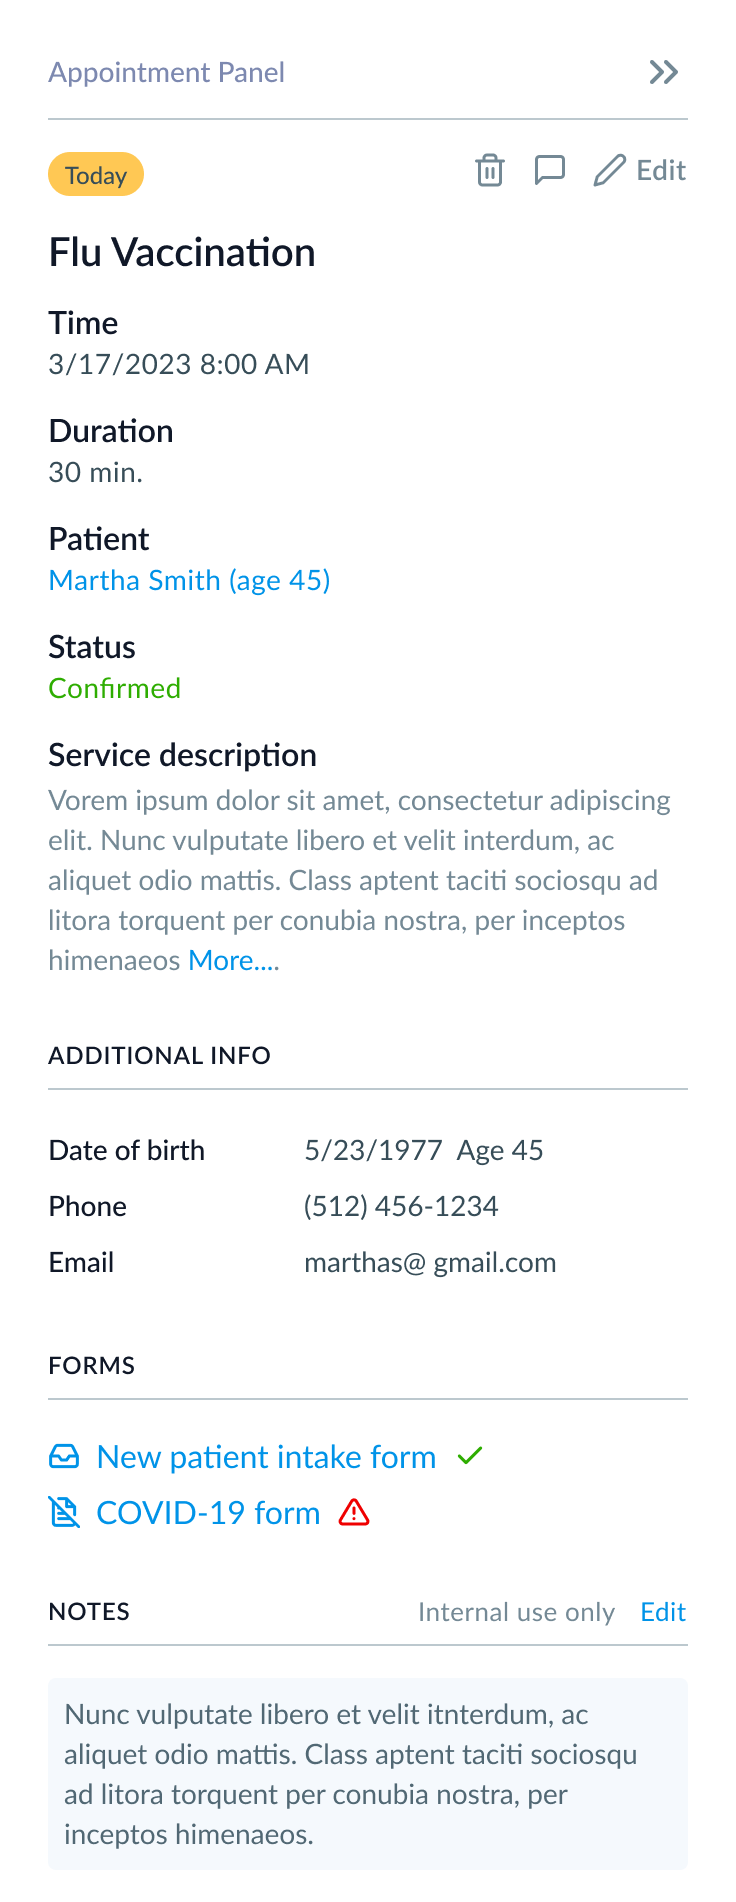 Appointment Panel
Today
Edit
Flu Vaccination
Time
3/17/2023 8:00 AM
Duration
30 min.
Patient
Martha Smith (age 45)
Status
Confirmed
Service description
Vorem ipsum dolor sit amet, consectetur adipiscing
elit. Nunc vulputate libero et velit interdum, ac
aliquet odio mattis. Class aptent taciti sociosqu ad
litora torquent per conubia nostra, per inceptos
himenaeos More....
ADDITIONAL INFO
Date of birth 5/23/1977 Age 45
Phone (512) 456-1234
Email marthas@ gmail.com
FORMS
New patient intake form
COVID-19 form
NOTES Internal use only Edit
Nunc vulputate libero et velit itnterdum, ac
aliquet odio mattis. Class aptent taciti sociosqu
ad litora torquent per conubia nostra, per
inceptos himenaeos.